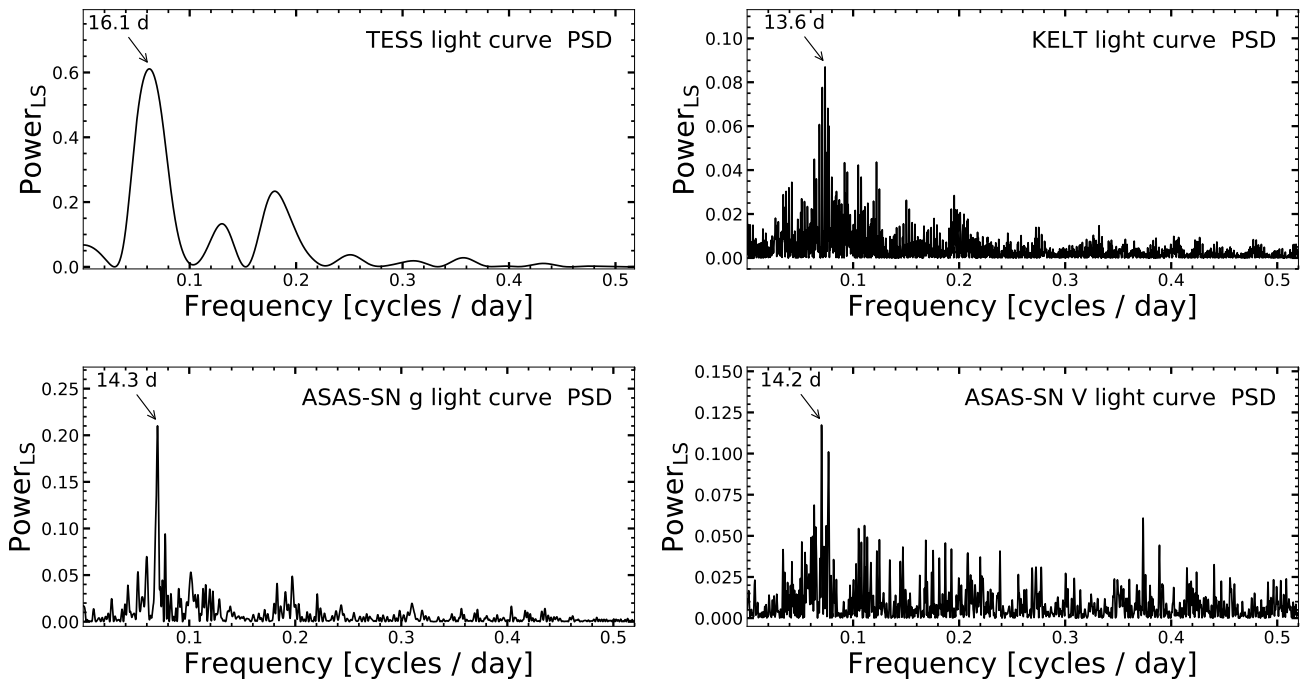 16.1 d
TESS light curve PSD
Power_LS
0.6
0.4
0.2
0.0
0.1 0.2 0.3 0.4 0.5
Frequency [cycles / day]
13.6 d
KELT light curve PSD
Power_LS
0.10
0.08
0.06
0.04
0.02
0.00
0.1 0.2 0.3 0.4 0.5
Frequency [cycles / day]
14.3 d
ASAS-SN g light curve PSD
Power_LS
0.25
0.20
0.15
0.10
0.05
0.00
0.1 0.2 0.3 0.4 0.5
Frequency [cycles / day]
14.2 d
ASAS-SN V light curve PSD
Power_LS
0.150
0.125
0.100
0.075
0.050
0.025
0.000
0.1 0.2 0.3 0.4 0.5
Frequency [cycles / day]